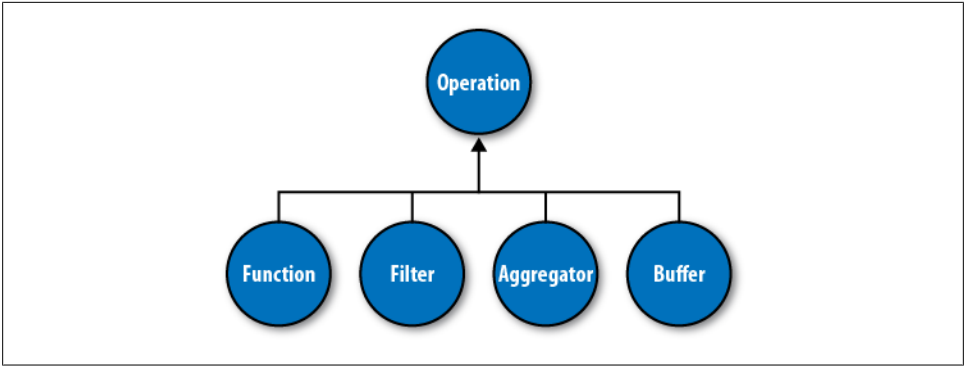 Operation
Function
Filter
Aggregator
Buffer